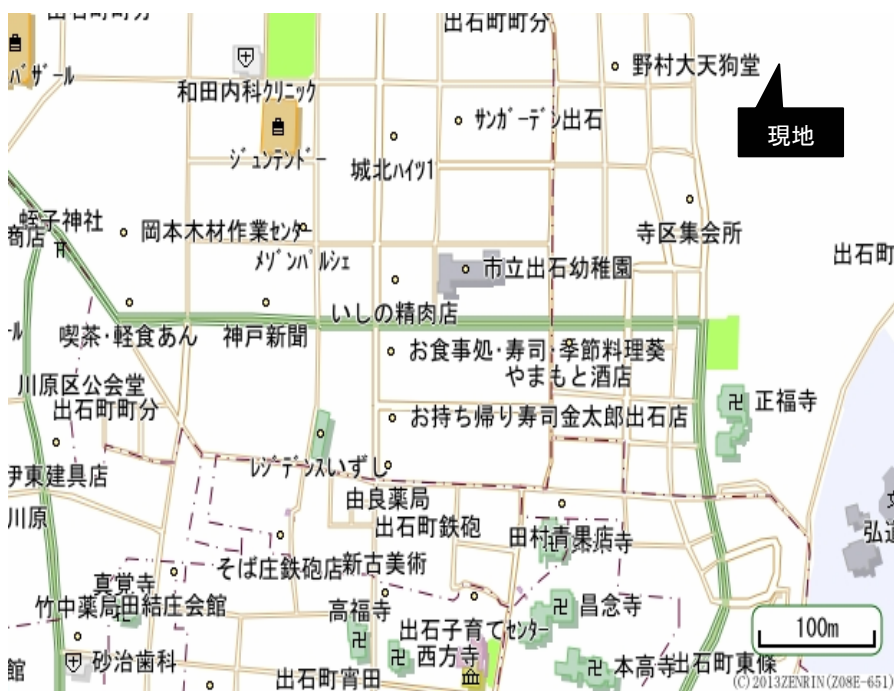 出石町町分
出石町町分
バザール
野村大天狗堂
和田内科クリニック
サンガーデン出石
現地
ジュンテンドー
城北ハイツ1
蛭子神社
商店
岡本木材作業センター
寺区集会所
メゾンパルシェ
市立出石幼稚園
出石町
いしの精肉店
喫茶・軽食あん
神戸新聞
お食事処・寿司・季節料理葵
やまもと酒店
川原区公会堂
出石町町分
お持ち帰り寿司金太郎出石店
正福寺
伊東建具店
レジデンスいずし
由良薬局
川原
出石町鉄砲
田村青果店
弘道
そば庄鉄砲店
新古美術
真覚寺
竹中薬局
田結庄会館
高福寺
出石子育てセンター
昌念寺
100m
西方寺
砂治歯科
館
出石町宵田
本高寺
出石町東條
(C)2013ZENRIN(Z08E-651)